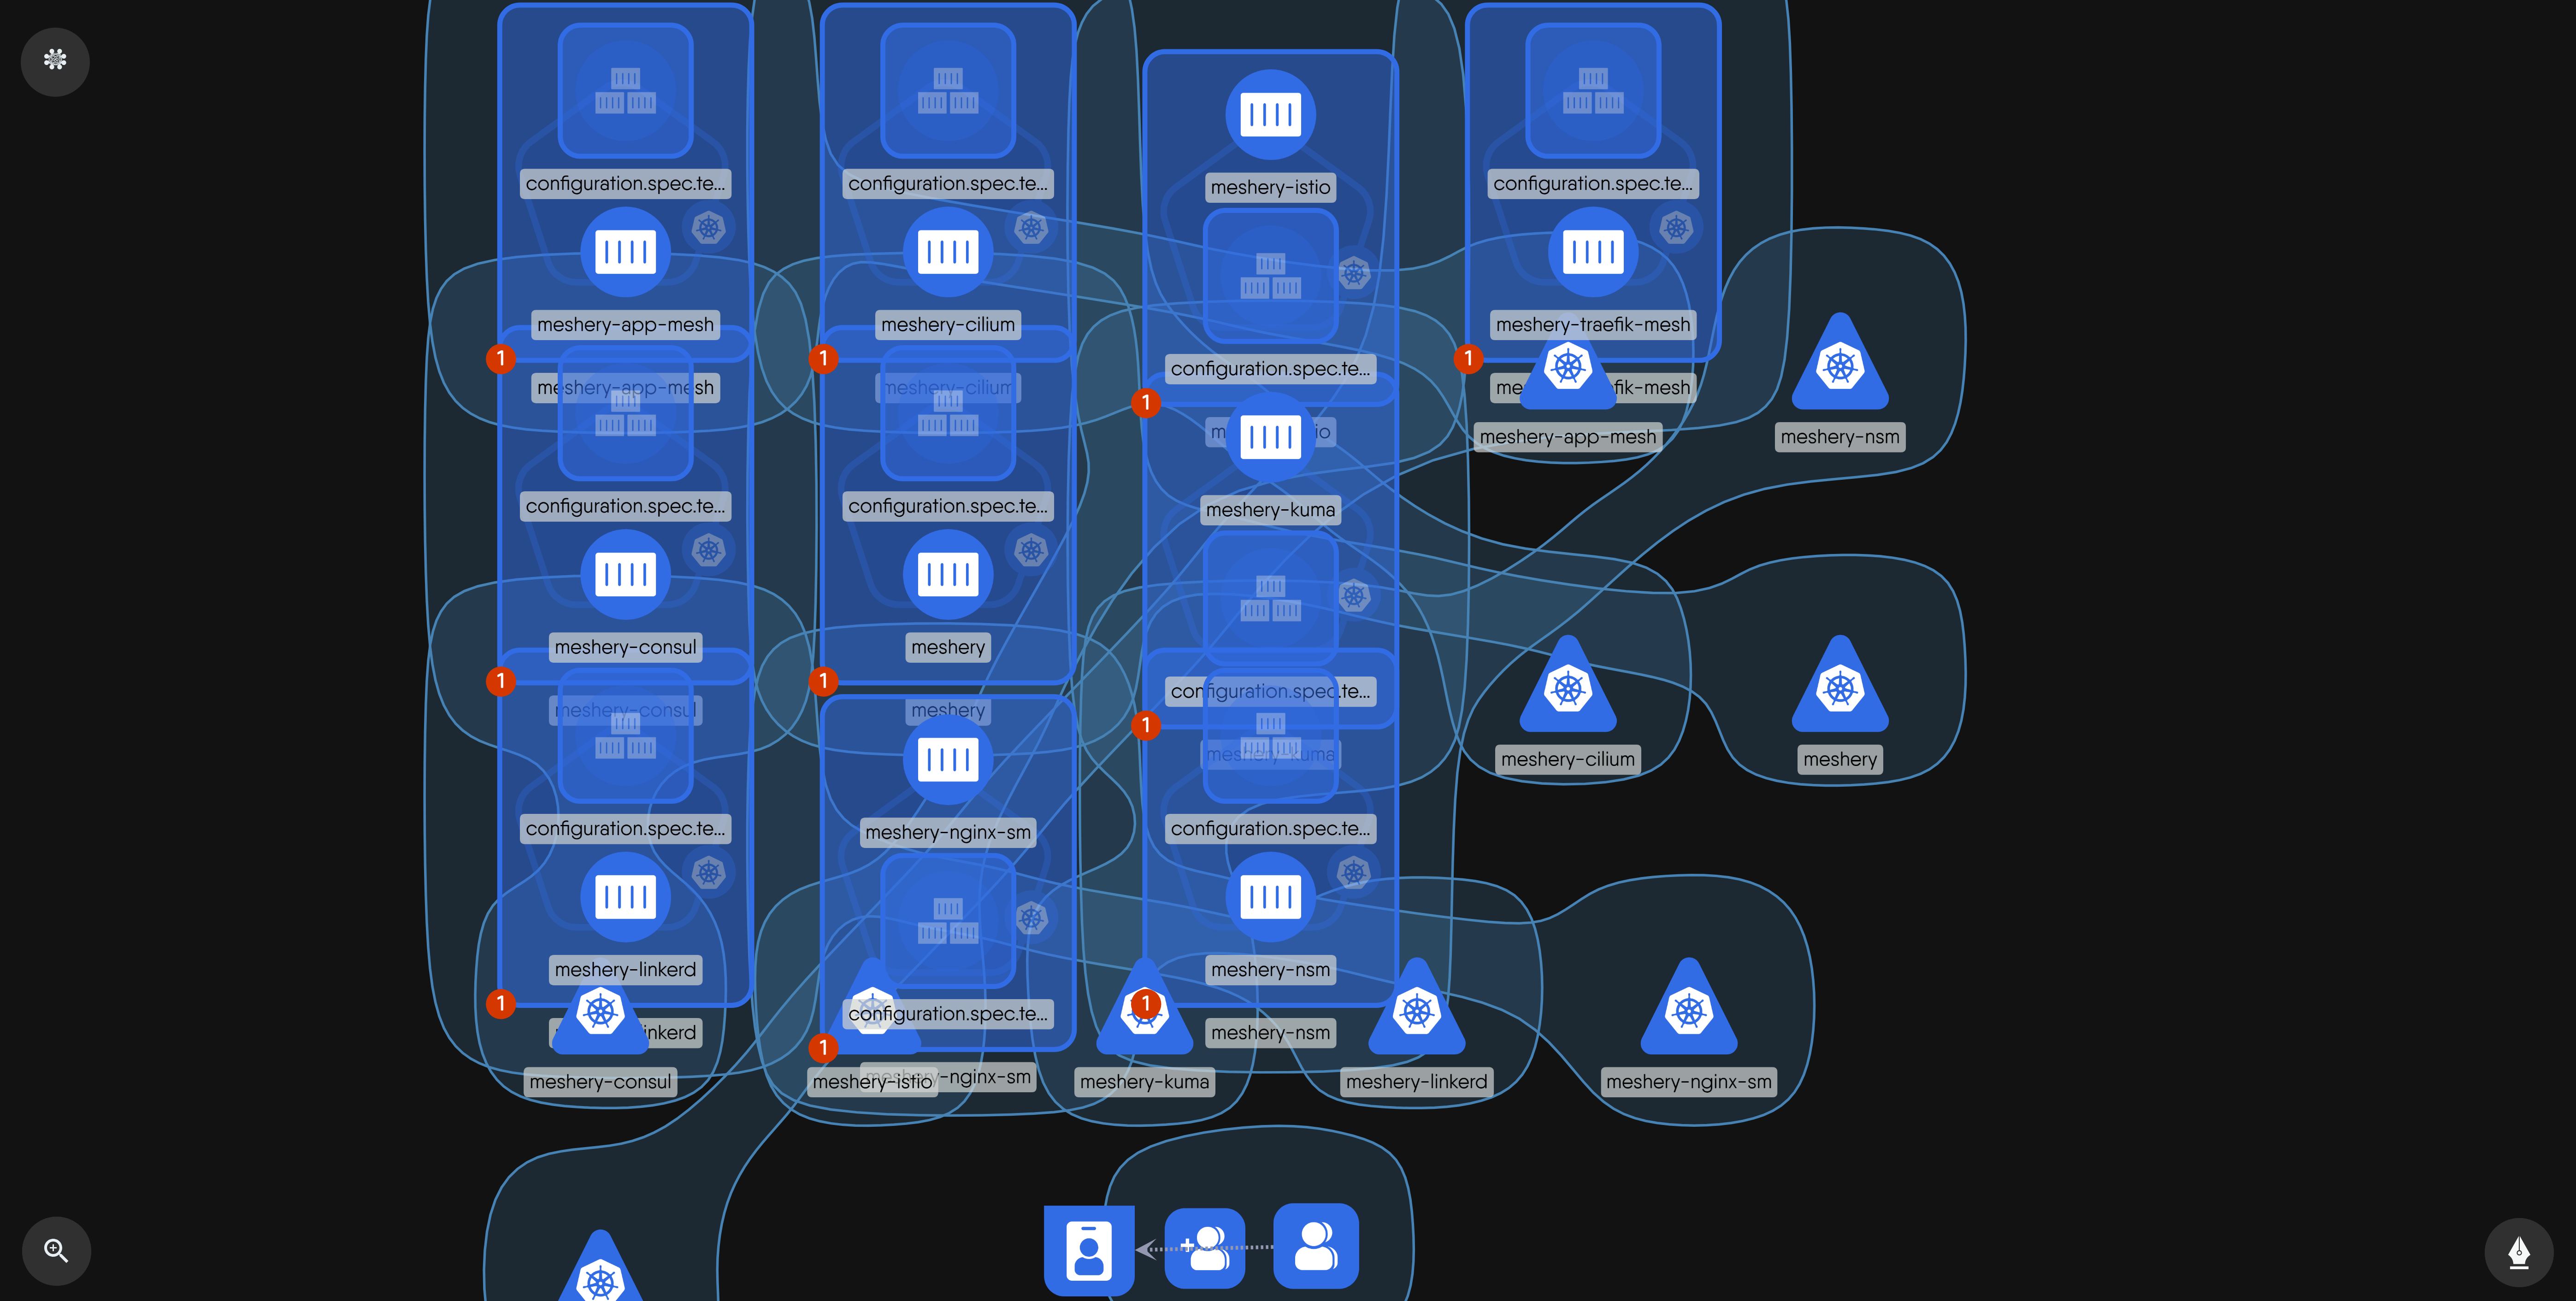 configuration.spec.te...
configuration.spec.te...
meshery-istio
configuration.spec.te...
meshery-app-mesh
meshery-cilium
meshery-traefik-mesh
1
1
configuration.spec.te...
1
meshery-app-mesh
meshery-cilium
me fik-mesh
1
m io
meshery-app-mesh
meshery-nsm
configuration.spec.te...
configuration.spec.te...
meshery-kuma
meshery-consul
meshery
1
1
configuration.spec.te...
meshery-consul
meshery
1
meshery-kuma
meshery-cilium
meshery
configuration.spec.te...
meshery-nginx-sm
configuration.spec.te...
meshery-linkerd
meshery-nsm
1
configuration.spec.te...
1
inkerd
meshery-nsm
1
meshery-consul
meshery-istio
y-nginx-sm
meshery-kuma
meshery-linkerd
meshery-nginx-sm